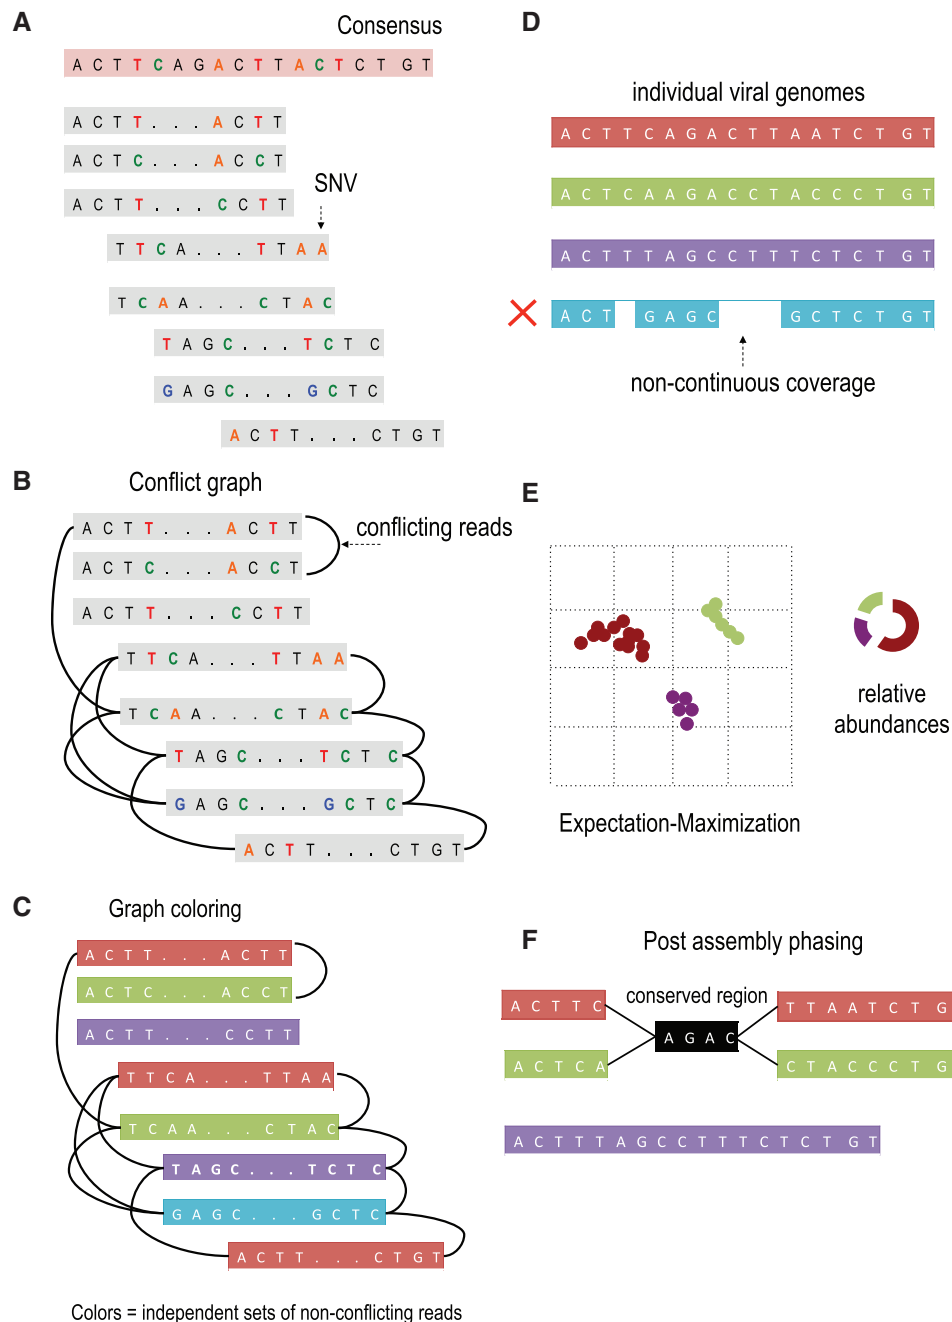 A
Consensus
A C T T C A G A C T T A C T C T G T
A C T T . . . A C T T
A C T C . . . A C C T
A C T T . . . C C T T
SNV
T T C A . . . T T A A
T C A A . . . C T A C
T A G C . . . T C T C
G A G C . . . G C T C
A C T T . . . C T G T
B
Conflict graph
A C T T . . . A C T T
conflicting reads
A C T C . . . A C C T
A C T T . . . C C T T
T T C A . . . T T A A
T C A A . . . C T A C
T A G C . . . T C T C
G A G C . . . G C T C
A C T T . . . C T G T
C
Graph coloring
A C T T . . . A C T T
A C T C . . . A C C T
A C T T . . . C C T T
T T C A . . . T T A A
T C A A . . . C T A C
T A G C . . . T C T C
G A G C . . . G C T C
A C T T . . . C T G T
Colors = independent sets of non-conflicting reads
D
individual viral genomes
A C T T C A G A C T T A A T C T G T
A C T C A A G A C C T A C C C T G T
A C T T T A G C C T T T C T C T G T
A C T G A G C G C T C T G T
non-continuous coverage
E
relative
abundances
Expectation-Maximization
F
Post assembly phasing
A C T T C
conserved region
T T A A T C T G
A G A C
A C T C A
C T A C C C T G
A C T T T A G C C T T T C T C T G T